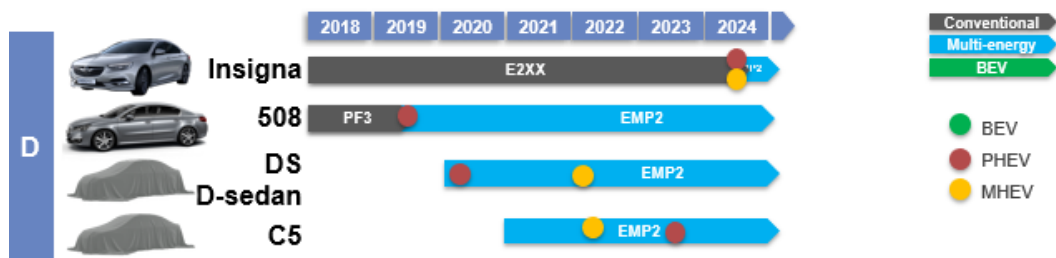 2018 2019 2020 2021 2022 2023 2024
Conventional
Multi-energy
BEV
D
Insigna
E2XX
508
PF3 EMP2
DS
D-sedan
EMP2
C5
EMP2
BEV
PHEV
MHEV